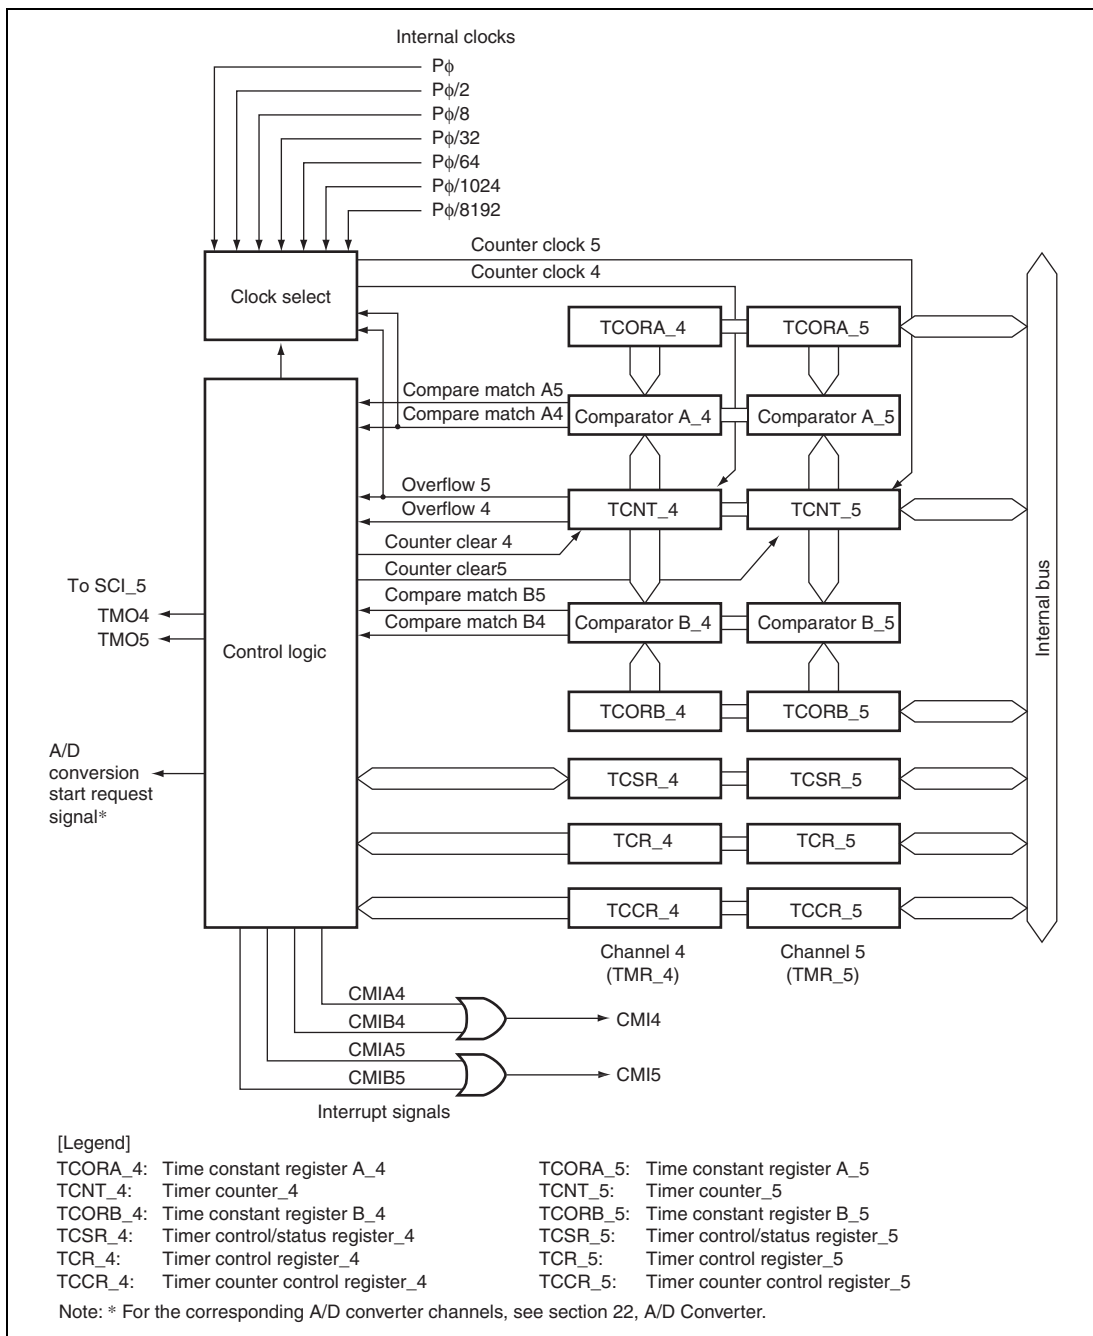 Internal clocks
Pϕ
Pϕ/2
Pϕ/8
Pϕ/32
Pϕ/64
Pϕ/1024
Pϕ/8192
Counter clock 5
Counter clock 4
Clock select
TCORA_4
TCORA_5
Compare match A5
Compare match A4
Comparator A_4
Comparator A_5
Overflow 5
Overflow 4
TCNT_4
TCNT_5
Counter clear 4
Counter clear5
To SCI_5
TMO4
TMO5
Compare match B5
Compare match B4
Comparator B_4
Comparator B_5
Control logic
Internal bus
TCORB_4
TCORB_5
A/D
conversion
start request
signal*
TCSR_4
TCSR_5
TCR_4
TCR_5
TCCR_4
TCCR_5
Channel 4
(TMR_4)
Channel 5
(TMR_5)
CMIA4
CMIB4
CMI4
CMIA5
CMIB5
CMI5
Interrupt signals
[Legend]
TCORA_4: Time constant register A_4
TCNT_4: Timer counter_4
TCORB_4: Time constant register B_4
TCSR_4: Timer control/status register_4
TCR_4: Timer control register_4
TCCR_4: Timer counter control register_4
TCORA_5: Time constant register A_5
TCNT_5: Timer counter_5
TCORB_5: Time constant register B_5
TCSR_5: Timer control/status register_5
TCR_5: Timer control register_5
TCCR_5: Timer counter control register_5
Note: * For the corresponding A/D converter channels, see section 22, A/D Converter.